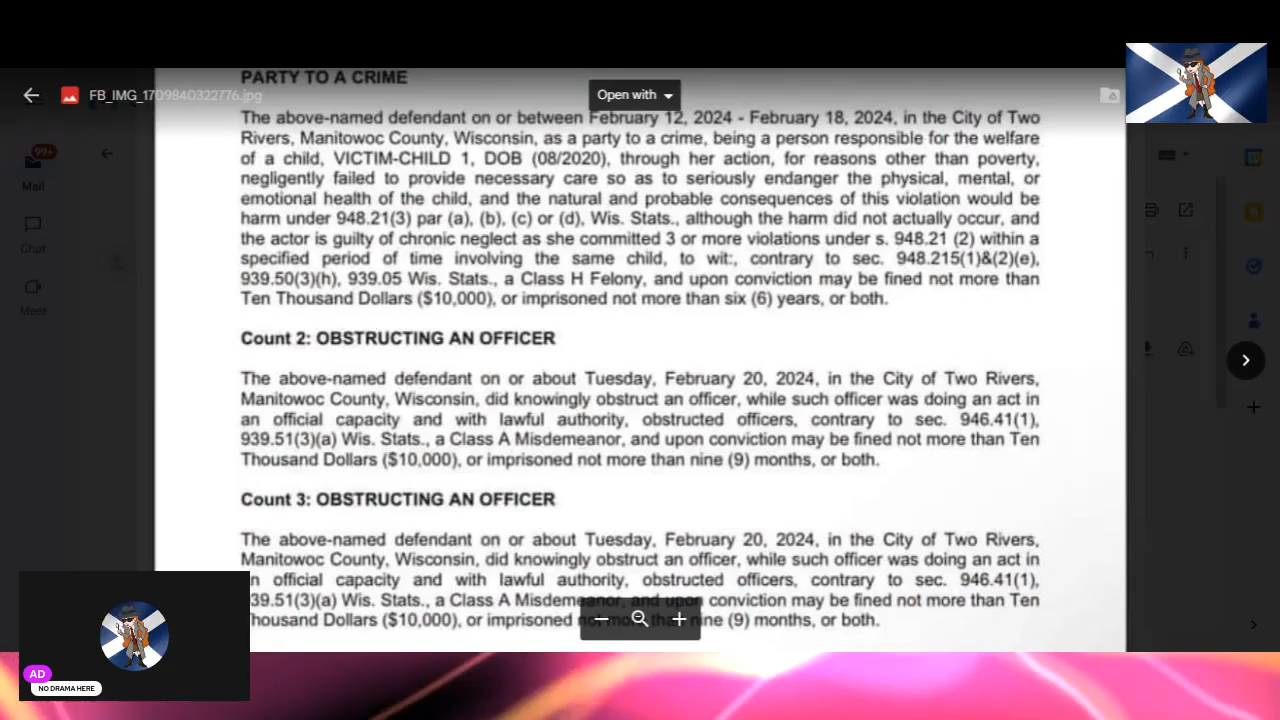 PARTY TO A CRIME
FB_IMG_1709840322776.jpg
Open with
The above-named defendant on or between February 12, 2024 - February 18, 2024, in the City of Two
Rivers, Manitowoc County, Wisconsin, as a party to a crime, being a person responsible for the welfare
of a child, VICTIM-CHILD 1, DOB (08/2020), through her action, for reasons other than poverty,
negligently failed to provide necessary care so as to seriously endanger the physical, mental, or
emotional health of the child, and the natural and probable consequences of this violation would be
harm under 948.21(3) par (a), (b), (c) or (d), Wis. Stats., although the harm did not actually occur, and
the actor is guilty of chronic neglect as she committed 3 or more violations under s. 948.21 (2) within a
specified period of time involving the same child, to wit:, contrary to sec. 948.215(1)&(2)(e),
939.50(3)(h), 939.05 Wis. Stats., a Class H Felony, and upon conviction may be fined not more than
Ten Thousand Dollars ($10,000), or imprisoned not more than six (6) years, or both.
Count 2: OBSTRUCTING AN OFFICER
The above-named defendant on or about Tuesday, February 20, 2024, in the City of Two Rivers,
Manitowoc County, Wisconsin, did knowingly obstruct an officer, while such officer was doing an act in
an official capacity and with lawful authority, obstructed officers, contrary to sec. 946.41(1),
939.51(3)(a) Wis. Stats., a Class A Misdemeanor, and upon conviction may be fined not more than Ten
Thousand Dollars ($10,000), or imprisoned not more than nine (9) months, or both.
Count 3: OBSTRUCTING AN OFFICER
The above-named defendant on or about Tuesday, February 20, 2024, in the City of Two Rivers,
Manitowoc County, Wisconsin, did knowingly obstruct an officer, while such officer was doing an act in
an official capacity and with lawful authority, obstructed officers, contrary to sec. 946.41(1),
939.51(3)(a) Wis. Stats., a Class A Misdemeanor, and upon conviction may be fined not more than Ten
Thousand Dollars ($10,000), or imprisoned not more than nine (9) months, or both.
99+
Mail
Chat
Meet
AD
NO DRAMA HERE